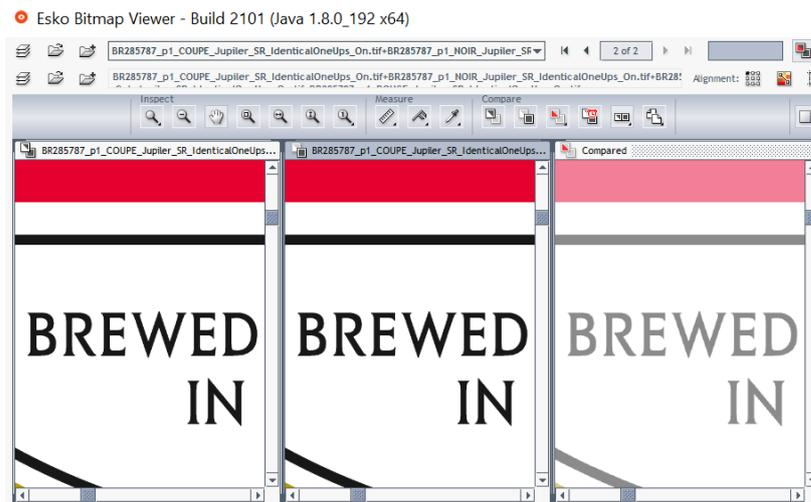 Esko Bitmap Viewer - Build 2101 (Java 1.8.0_192 x64)
BR285787_p1_COUPE_Jupiler_SR_IdenticalOneUps_On.tif+BR285787_p1_NOIR_Jupiler_SF
2 of 2
BR285787_p1_COUPE_Jupiler_SR_IdenticalOneUps_On.tif+BR285787_p1_NOIR_Jupiler_SR_IdenticalOneUps_On.tif+BR285
Alignment:
Inspect
Measure
Compare
BR285787_p1_COUPE_Jupiler_SR_IdenticalOneUps...
BR285787_p1_COUPE_Jupiler_SR_IdenticalOneUps...
Compared
BREWED
IN
BREWED
IN
BREWED
IN